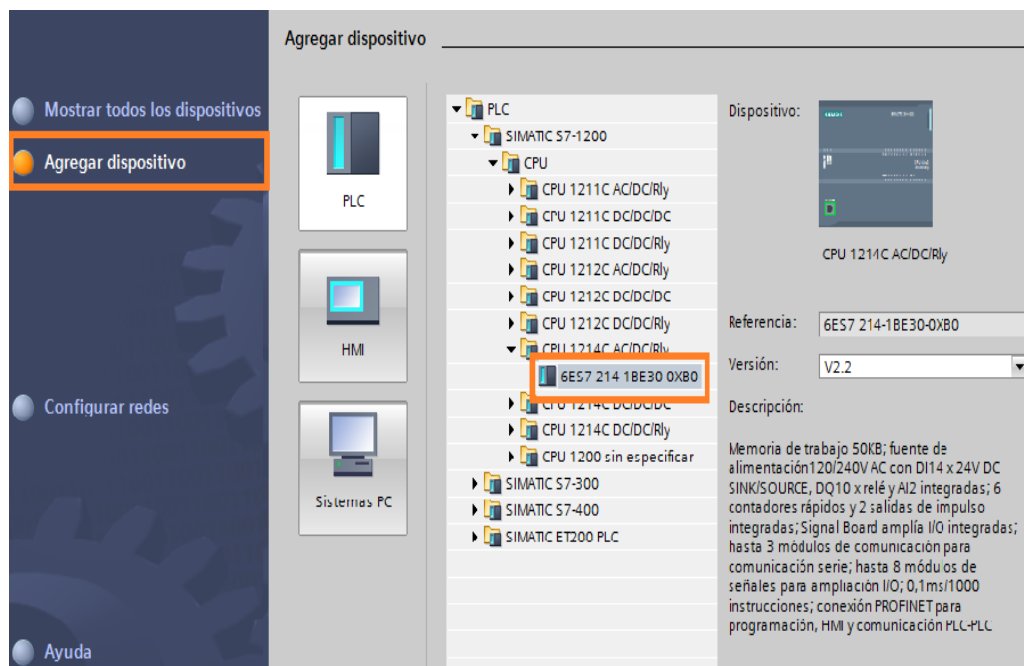 Agregar dispositivo
Mostrar todos los dispositivos
Agregar dispositivo
Configurar redes
Ayuda
PLC
HMI
Sistemas PC
PLC
SIMATIC S7-1200
CPU
CPU 1211C AC/DC/Rly
CPU 1211C DC/DC/DC
CPU 1211C DC/DC/Rly
CPU 1212C AC/DC/Rly
CPU 1212C DC/DC/DC
CPU 1212C DC/DC/Rly
CPU 1214C AC/DC/Rly
6ES7 214 1BE30 0XB0
CPU 1214C DC/DC/DC
CPU 1214C DC/DC/Rly
CPU 1200 sin especificar
SIMATIC S7-300
SIMATIC S7-400
SIMATIC ET200 PLC
Dispositivo:
SIEMENS
CPU 1214C AC/DC/Rly
Referencia:
6ES7 214-1BE30-0XB0
Versión:
V2.2
Descripción:
Memoria de trabajo 50KB; fuente de
alimentación120/240V AC con DI14 x 24V DC
SINK/SOURCE, DQ10 x relé y AI2 integradas; 6
contadores rápidos y 2 salidas de impulso
integradas; Signal Board amplía I/O integradas;
hasta 3 módulos de comunicación para
comunicación serie; hasta 8 módulos de
señales para ampliación I/O; 0,1ms/1000
instrucciones; conexión PROFINET para
programación, HMI y comunicación PLC-PLC